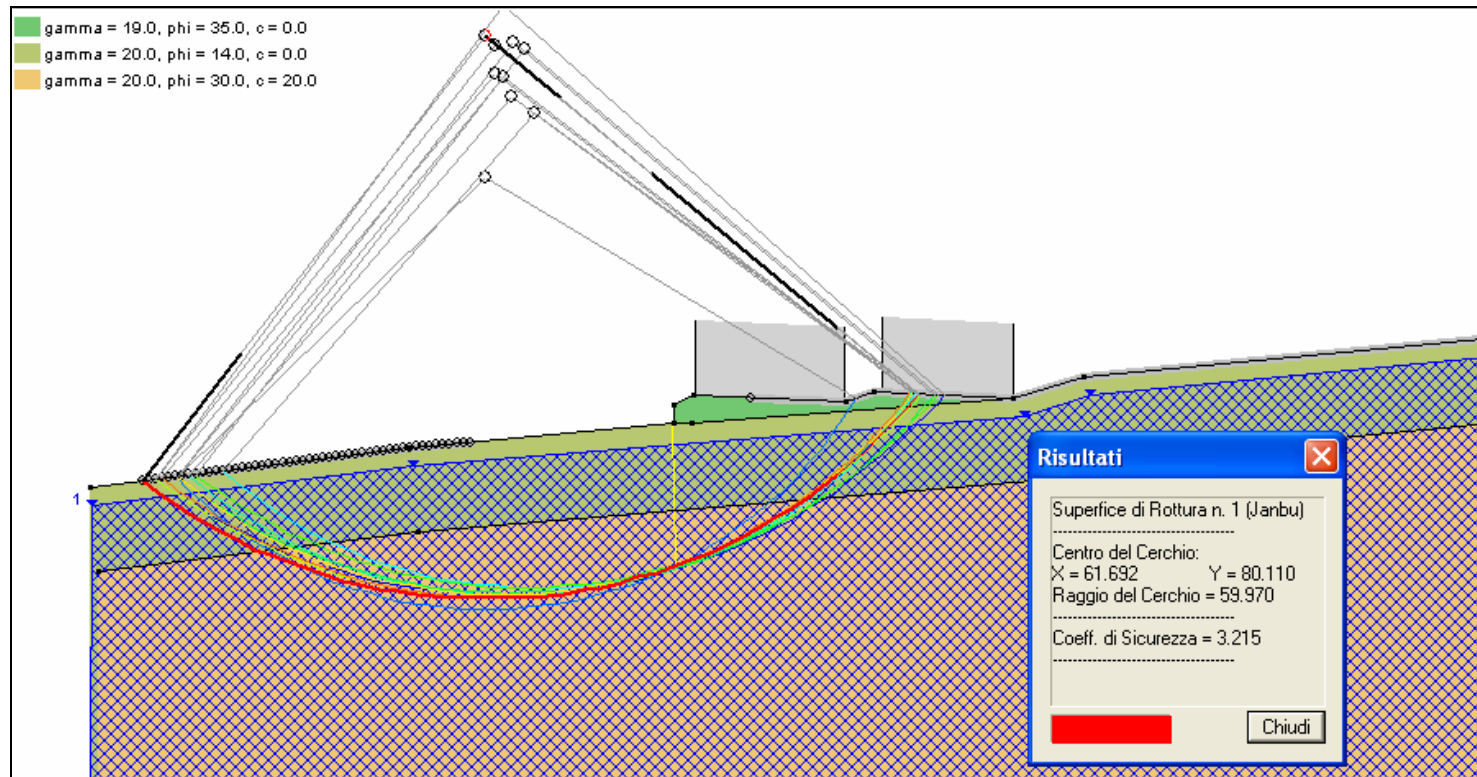 gamma = 19.0, phi = 35.0, c = 0.0
gamma = 20.0, phi = 14.0, c = 0.0
gamma = 20.0, phi = 30.0, c = 20.0
1
Risultati
Superfice di Rottura n. 1 (Janbu)
--------------------------------
Centro del Cerchio:
X = 61.692 Y = 80.110
Raggio del Cerchio = 59.970
--------------------------------
Coeff. di Sicurezza = 3.215
--------------------------------
Chiudi